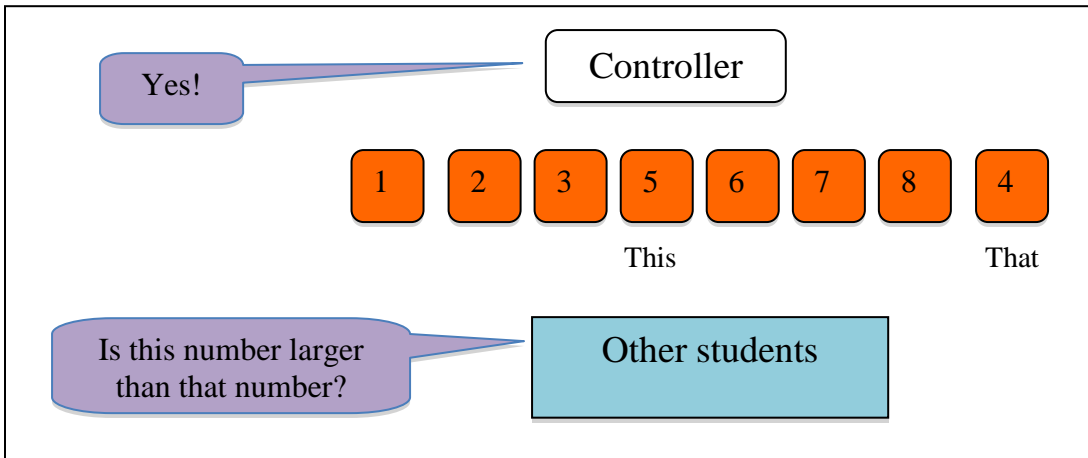 Controller
Yes!
1 2 3 5 6 7 8 4
This That
Is this number larger
than that number?
Other students